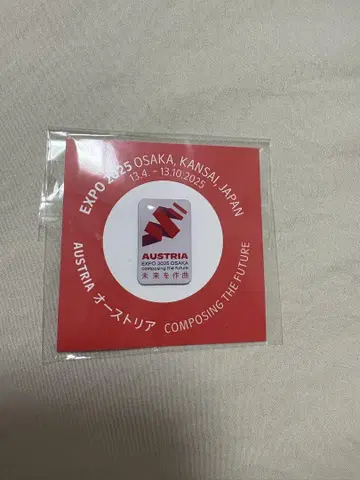 EXPO 2025 OSAKA, KANSAI, JAPAN
13.4. – 13.10.2025
AUSTRIA
EXPO 2025 OSAKA
composing the future
未来を作曲
AUSTRIA オーストリア COMPOSING THE FUTURE